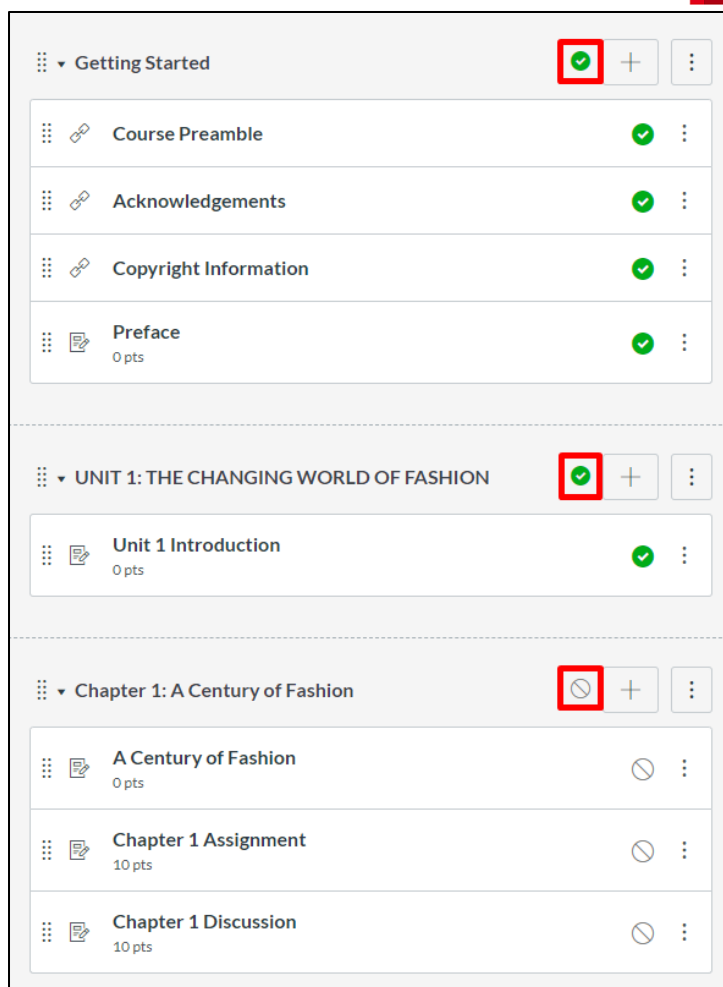 Getting Started
Course Preamble
Acknowledgements
Copyright Information
Preface
0 pts
UNIT 1: THE CHANGING WORLD OF FASHION
Unit 1 Introduction
0 pts
Chapter 1: A Century of Fashion
A Century of Fashion
0 pts
Chapter 1 Assignment
10 pts
Chapter 1 Discussion
10 pts